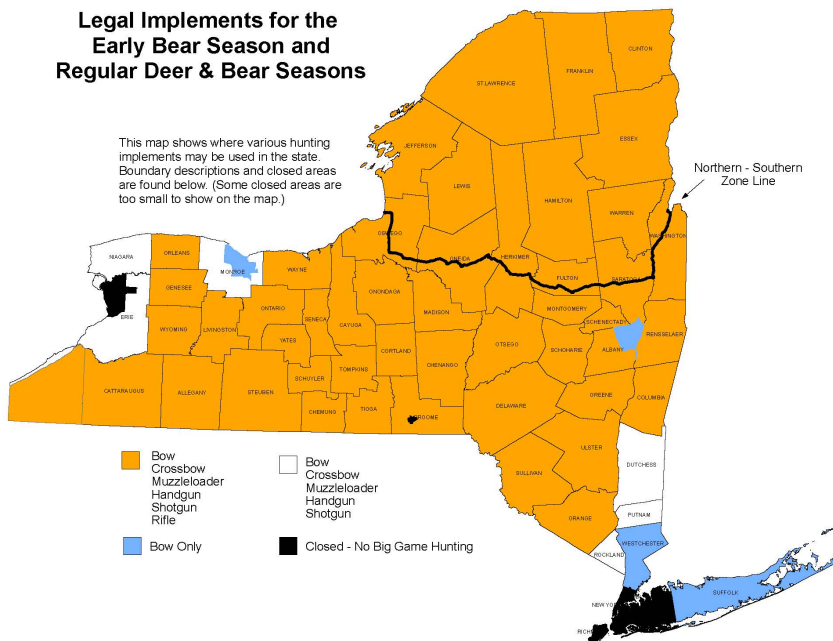 Legal Implements for the
Early Bear Season and
Regular Deer & Bear Seasons
This map shows where various hunting
implements may be used in the state.
Boundary descriptions and closed areas
are found below. (Some closed areas are
too small to show on the map.)
Northern - Southern
Zone Line
CLINTON
FRANKLIN
ST.LAWRENCE
ESSEX
JEFFERSON
LEWIS
HAMILTON
WARREN
WASHINGTON
OSWEGO
ONEIDA
HERKIMER
FULTON
SARATOGA
NIAGARA
ORLEANS
MONROE
WAYNE
GENESEE
ERIE
ONONDAGA
MADISON
MONTGOMERY
SCHENECTADY
ONTARIO
SENECA
CAYUGA
WYOMING
LIVINGSTON
YATES
OTSEGO
SCHOHARIE
ALBANY
RENSSELAER
CORTLAND
CHENANGO
TOMPKINS
SCHUYLER
CATTARAUGUS
ALLEGANY
STEUBEN
CHEMUNG
TIOGA
BROOME
DELAWARE
GREENE
COLUMBIA
ULSTER
SULLIVAN
DUTCHESS
ORANGE
PUTNAM
ROCKLAND
WESTCHESTER
SUFFOLK
NEW YO
RICH
Bow
Crossbow
Muzzleloader
Handgun
Shotgun
Rifle
Bow
Crossbow
Muzzleloader
Handgun
Shotgun
Bow Only
Closed - No Big Game Hunting